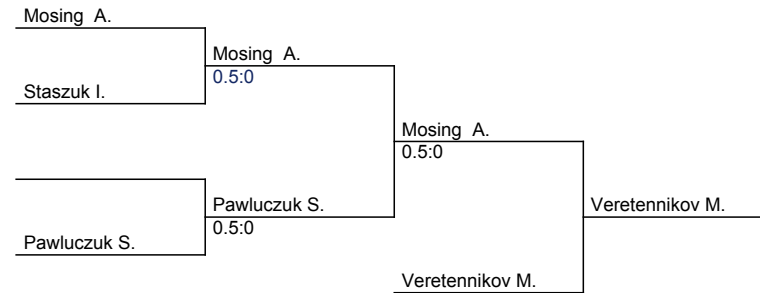 Mosing A.
Mosing A.
0.5:0
Staszuk I.
Mosing A.
0.5:0
Pawluczuk S.
0.5:0
Veretennikov M.
Pawluczuk S.
Veretennikov M.